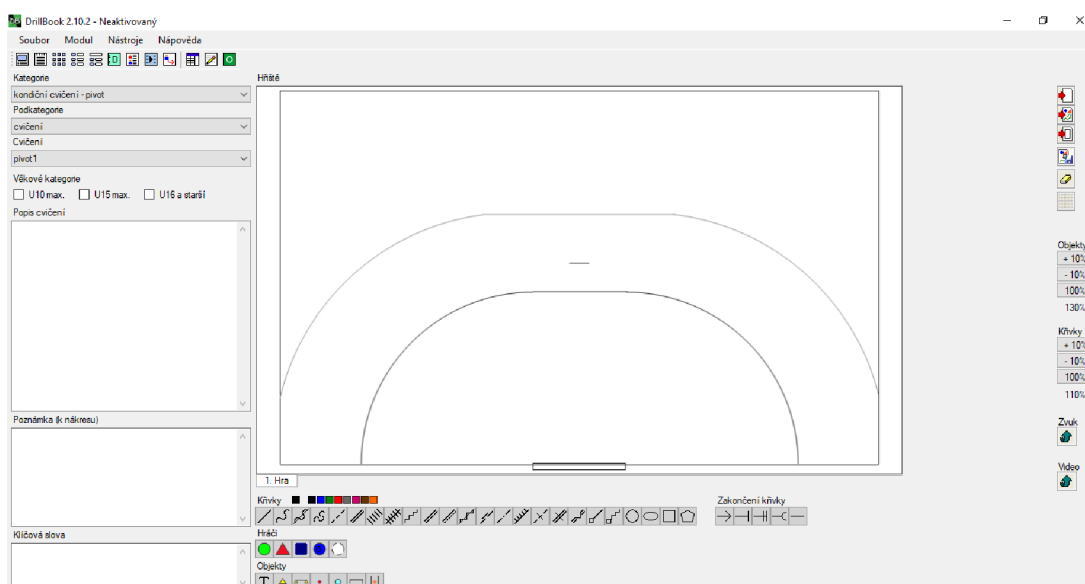 DrillBook 2.10.2 - Neaktivovaný
Soubor Modul Nástroje Nápověda
Kategorie
kondiční cvičení - pivot
Podkategorie
cvičení
Cvičení
pivot1
Věkové kategorie
U10 max. U15 max. U16 a starší
Popis cvičení
Poznámka (k nákresu)
Klíčová slova
Hřiště
1. Hra
Křivky
Zakončení křivky
Hráči
Objekty
T
Objekty
+ 10%
- 10%
100%
130%
Křivky
+ 10%
- 10%
100%
110%
Zvuk
Video